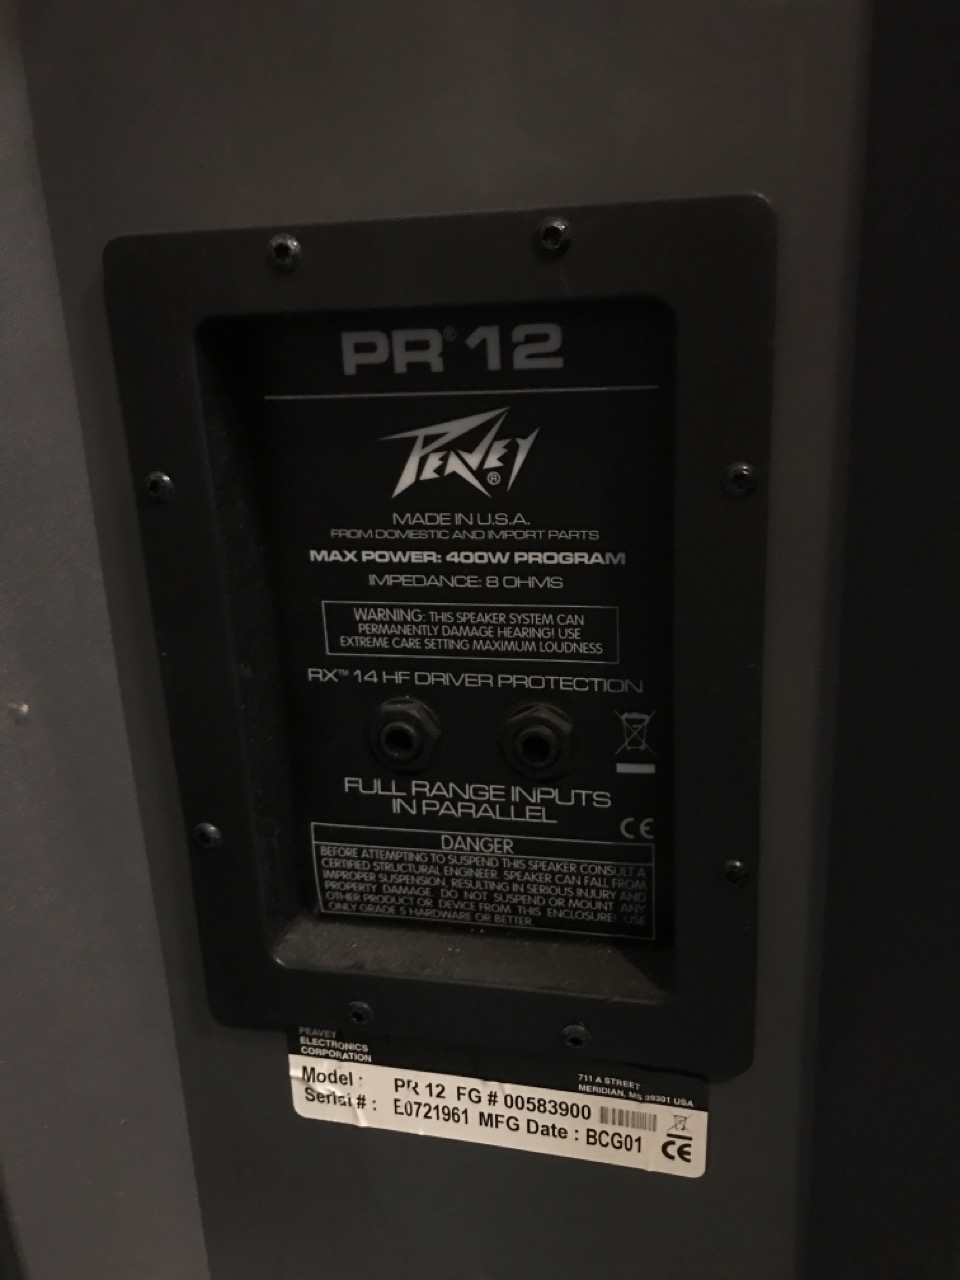 PR® 12
PEAVEY®
MADE IN U.S.A.
FROM DOMESTIC AND IMPORT PARTS
MAX POWER: 400W PROGRAM
IMPEDANCE: 8 OHMS
WARNING: THIS SPEAKER SYSTEM CAN
PERMANENTLY DAMAGE HEARING! USE
EXTREME CARE SETTING MAXIMUM LOUDNESS
RX™ 14 HF DRIVER PROTECTION
FULL RANGE INPUTS
IN PARALLEL
CE
DANGER
BEFORE ATTEMPTING TO SUSPEND THIS SPEAKER CONSULT A
CERTIFIED STRUCTURAL ENGINEER. SPEAKER CAN FALL FROM
IMPROPER SUSPENSION, RESULTING IN SERIOUS INJURY AND
PROPERTY DAMAGE. DO NOT SUSPEND OR MOUNT ANY
OTHER PRODUCT OR DEVICE FROM THIS ENCLOSURE! USE
ONLY GRADE 5 HARDWARE OR BETTER.
PEAVEY
ELECTRONICS
CORPORATION
711 A STREET
MERIDIAN, MS 39301 USA
Model : PR 12 FG # 00583900
Serial # : E0721961 MFG Date : BCG01
CE